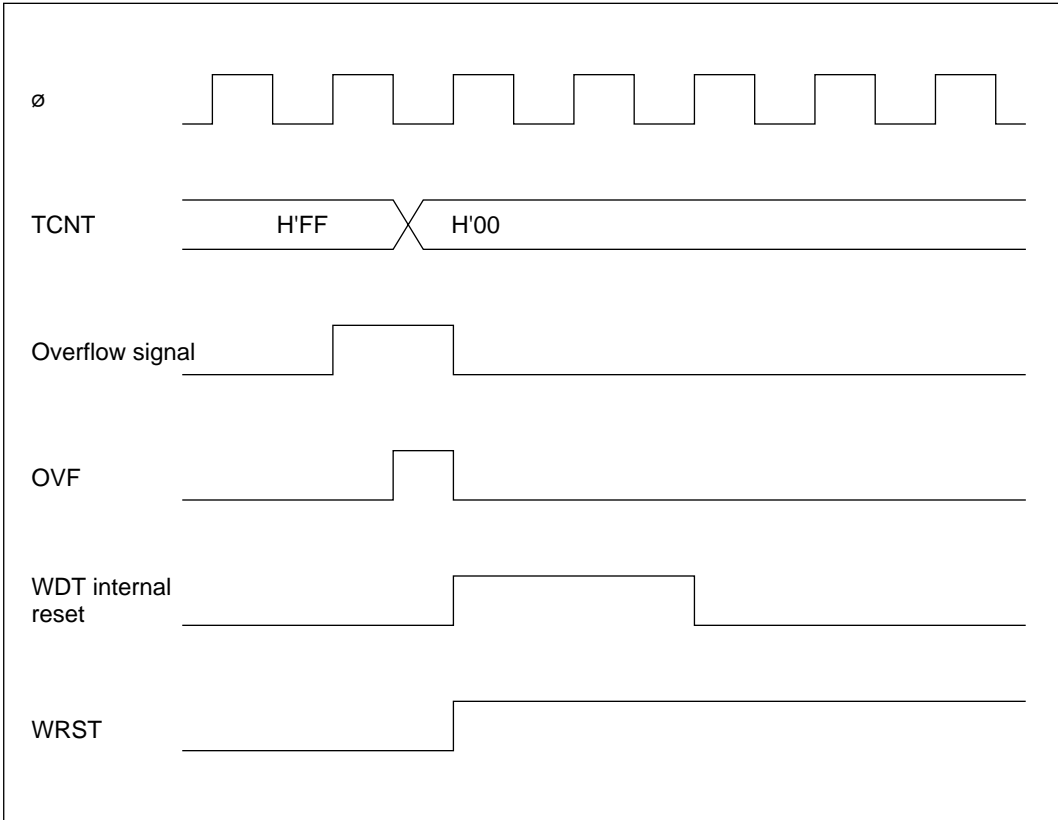 ø
TCNT
H'FF
H'00
Overflow signal
OVF
WDT internal
reset
WRST